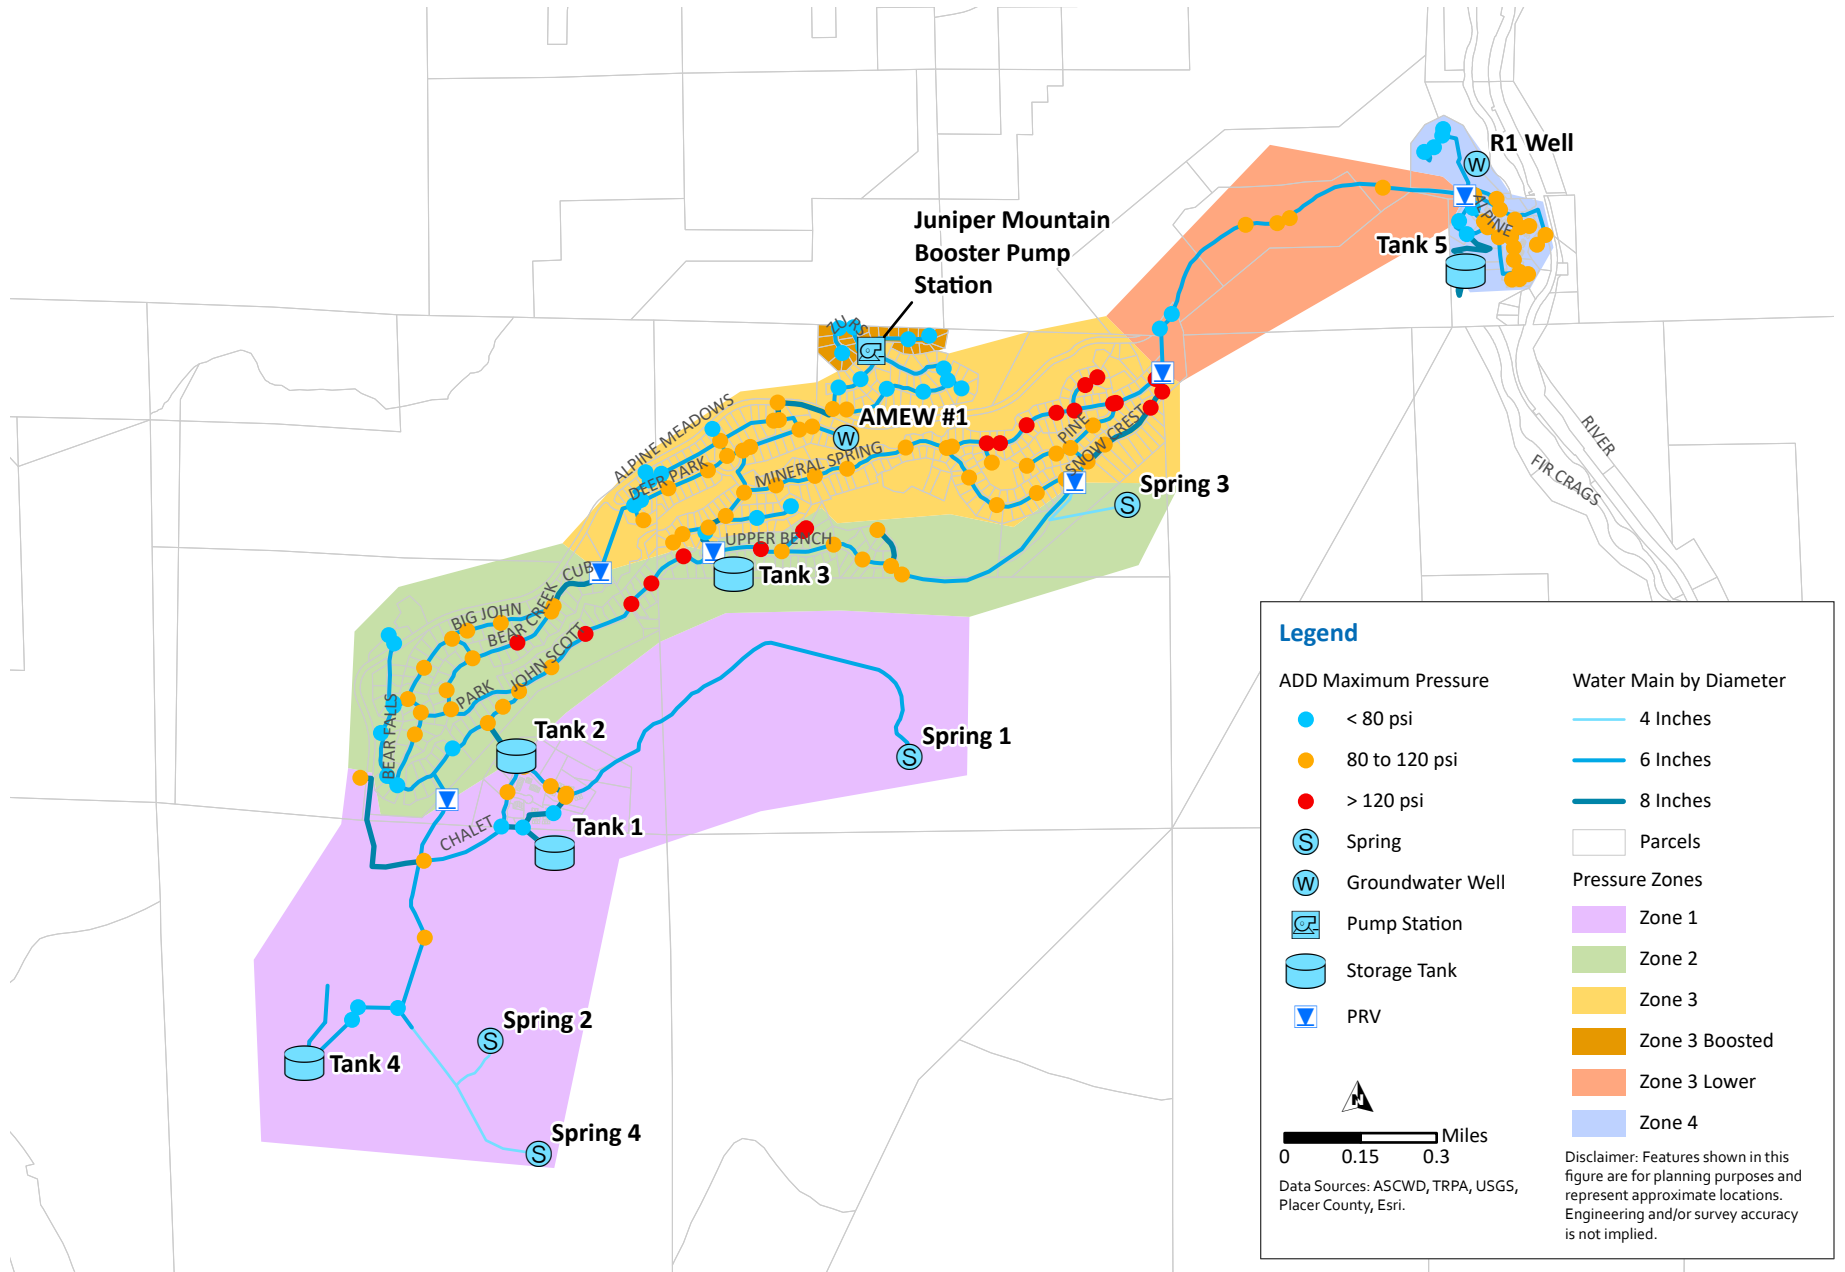 R1 Well
W
ALPINE
Tank 5
Juniper Mountain
Booster Pump
Station
ZURS
AMEW #1
W
ALPINE MEADOWS
DEER PARK
MINERAL SPRING
PINE
SNOW CREST
RIVER
FIR CRAGS
Spring 3
S
UPPER BENCH
Tank 3
CUB
BEAR CREEK
BIG JOHN
JOHN SCOTT
PARK
BEAR FALLS
Tank 2
Spring 1
S
CHALET
Tank 1
Spring 2
S
Tank 4
Spring 4
S
Legend
ADD Maximum Pressure
< 80 psi
80 to 120 psi
> 120 psi
S
Spring
W
Groundwater Well
Pump Station
Storage Tank
PRV
N
Miles
0
0.15
0.3
Data Sources: ASCWD, TRPA, USGS,
Placer County, Esri.
Water Main by Diameter
4 Inches
6 Inches
8 Inches
Parcels
Pressure Zones
Zone 1
Zone 2
Zone 3
Zone 3 Boosted
Zone 3 Lower
Zone 4
Disclaimer: Features shown in this
figure are for planning purposes and
represent approximate locations.
Engineering and/or survey accuracy
is not implied.